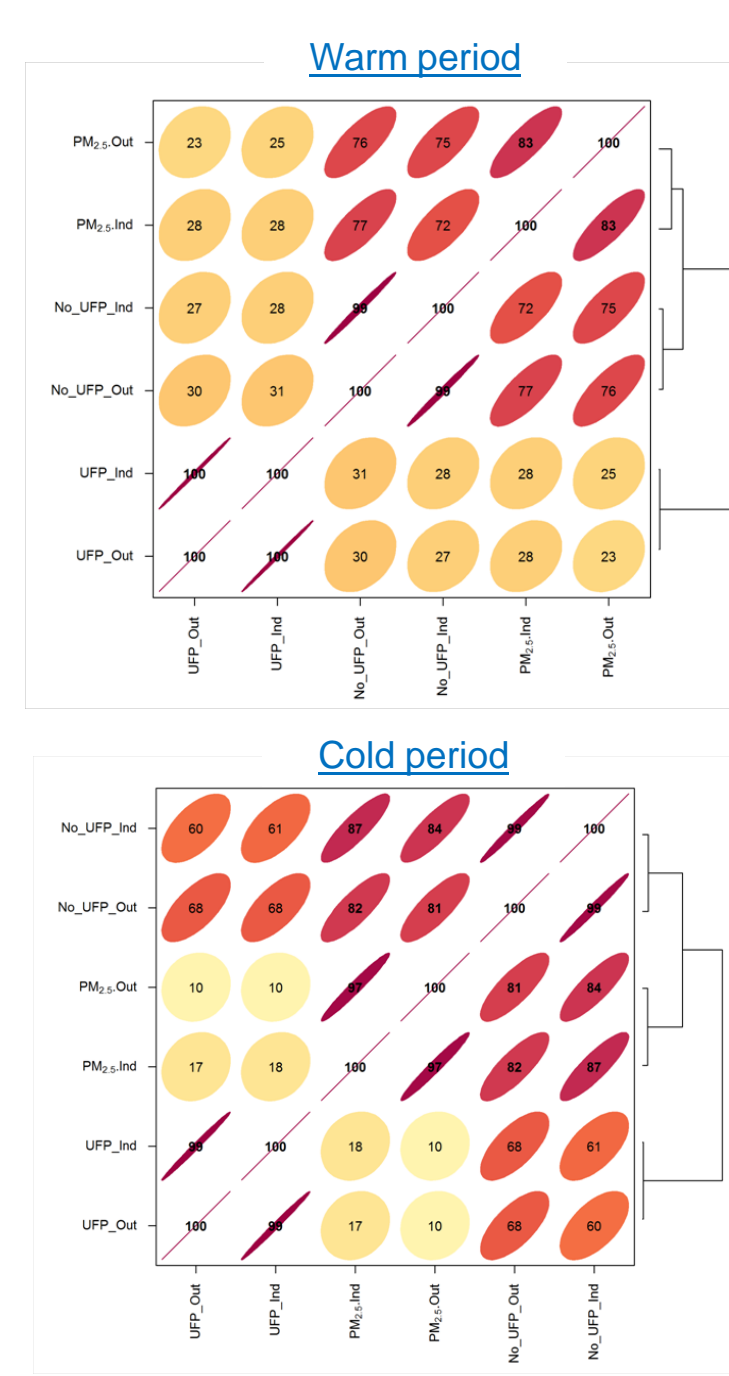 Warm period
PM2.5.Out 23 25 76 75 83 100
PM2.5.Ind 28 28 77 72 100 83
No_UFP_Ind 27 28 99 100 72 75
No_UFP_Out 30 31 100 99 77 76
UFP_Ind 100 100 31 28 28 25
UFP_Out 100 100 30 27 28 23
UFP_Out UFP_Ind No_UFP_Out No_UFP_Ind PM2.5.Ind PM2.5.Out
Cold period
No_UFP_Ind 60 61 87 84 99 100
No_UFP_Out 68 68 82 81 100 99
PM2.5.Out 10 10 97 100 81 84
PM2.5.Ind 17 18 100 97 82 87
UFP_Ind 99 100 18 10 68 61
UFP_Out 100 99 17 10 68 60
UFP_Out UFP_Ind PM2.5.Ind PM2.5.Out No_UFP_Out No_UFP_Ind